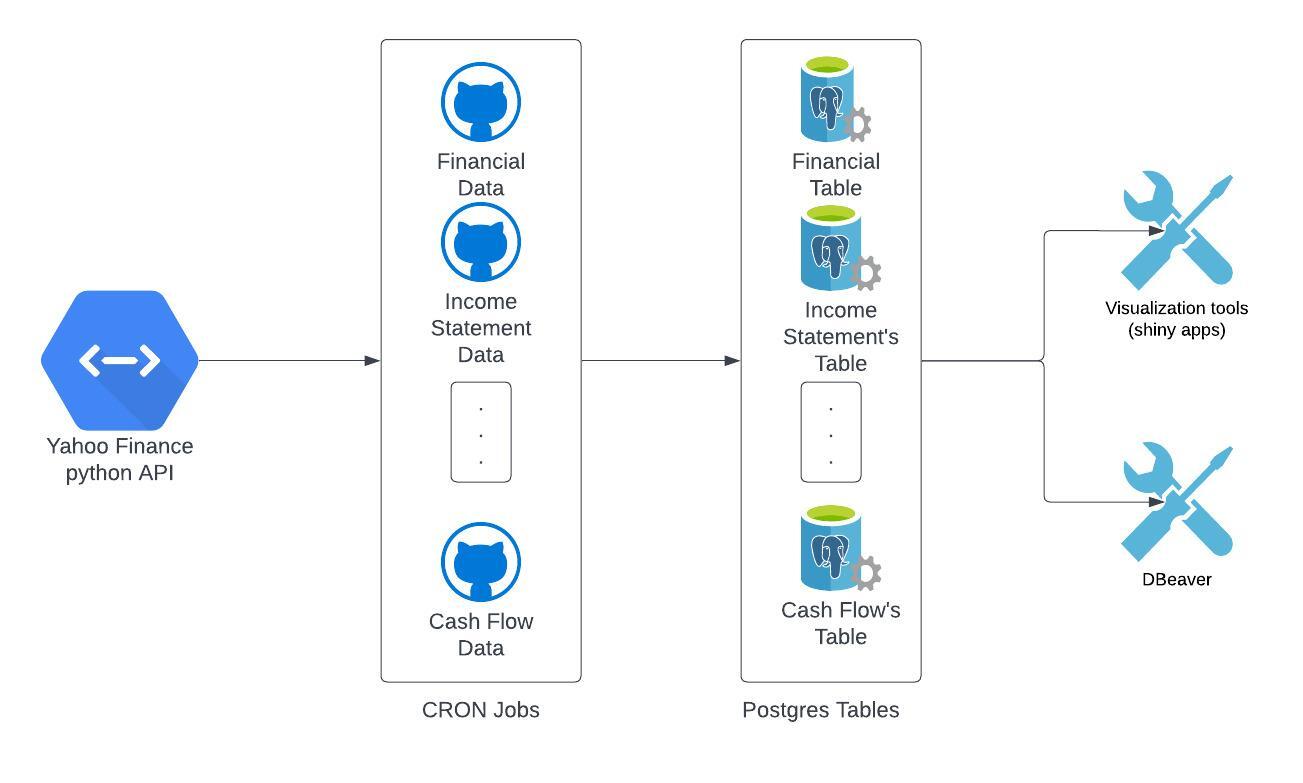 Yahoo Finance
python API
Financial
Data
Income
Statement
Data
.
.
.
Cash Flow
Data
CRON Jobs
Financial
Table
Income
Statement's
Table
.
.
.
Cash Flow's
Table
Postgres Tables
Visualization tools
(shiny apps)
DBeaver